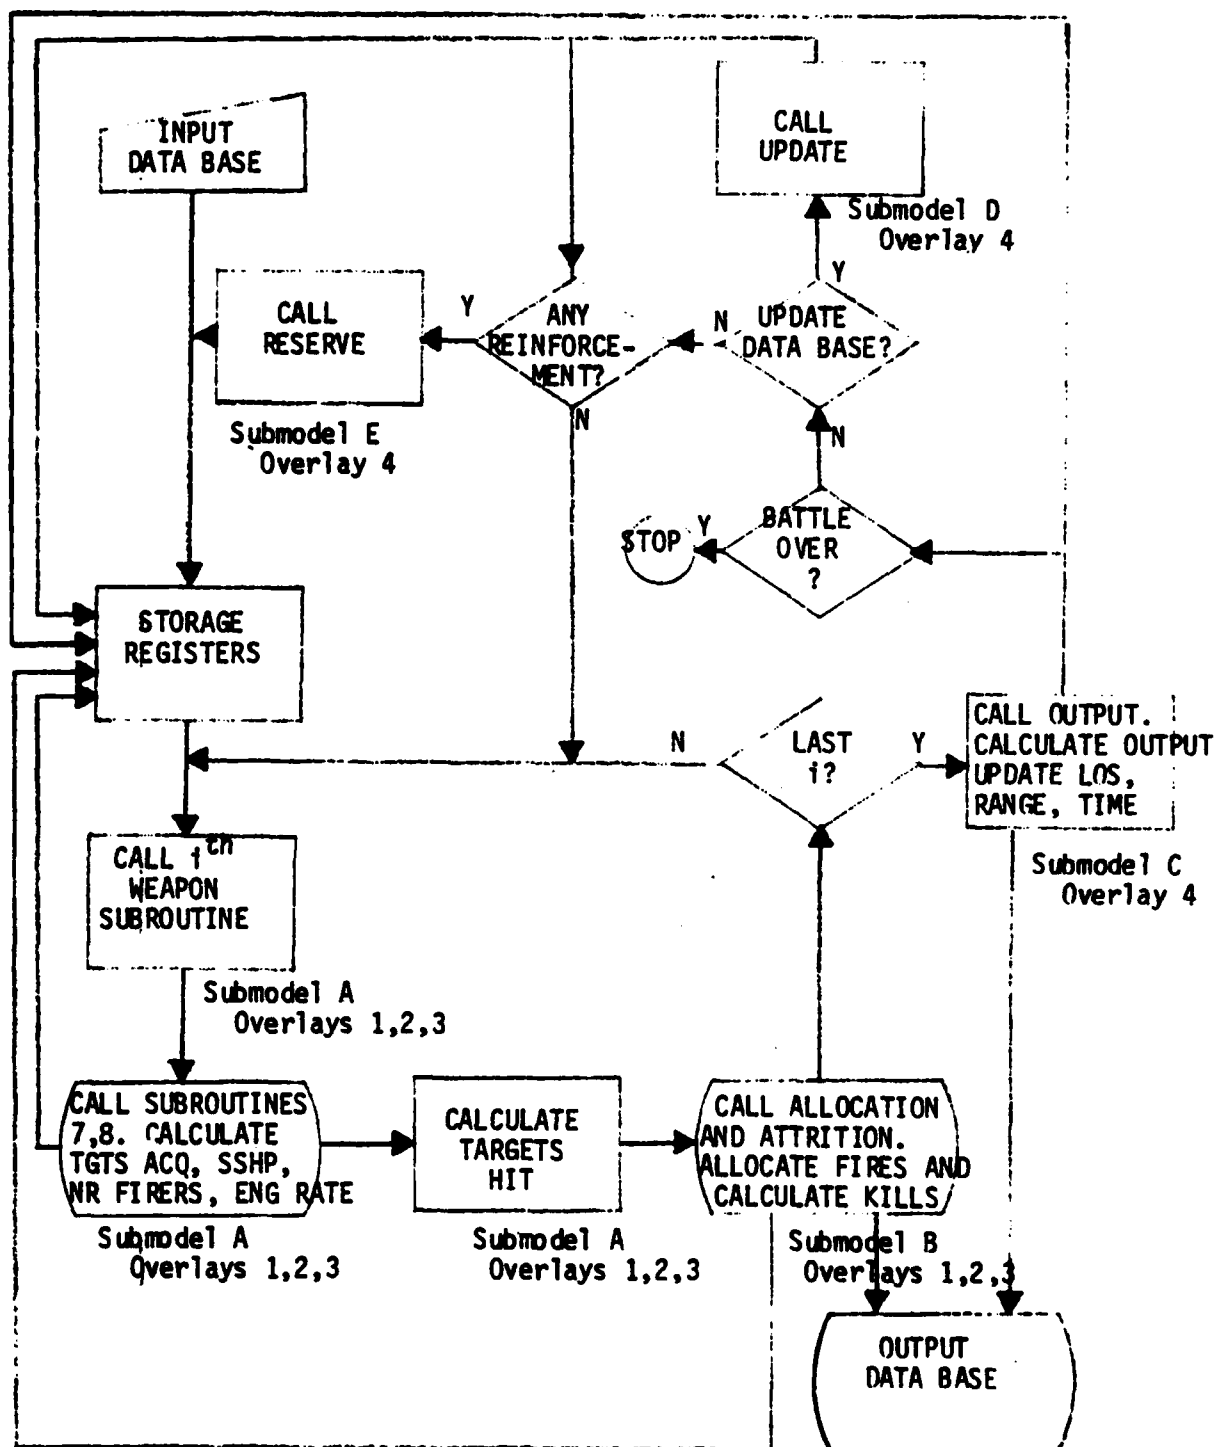 INPUT
DATA BASE
CALL
UPDATE
Submodel D
Overlay 4
CALL
RESERVE
Submodel E
Overlay 4
Y
ANY
REINFORCE-
MENT?
N
N
UPDATE
DATA BASE?
Y
N
STOP
Y
BATTLE
OVER
?
STORAGE
REGISTERS
N
LAST
i?
Y
CALL OUTPUT.
CALCULATE OUTPUT
UPDATE LOS,
RANGE, TIME
Submodel C
Overlay 4
CALL ith
WEAPON
SUBROUTINE
Submodel A
Overlays 1,2,3
CALL SUBROUTINES
7,8. CALCULATE
TGTS ACQ, SSHP,
NR FIRERS, ENG RATE
Submodel A
Overlays 1,2,3
CALCULATE
TARGETS
HIT
Submodel A
Overlays 1,2,3
CALL ALLOCATION
AND ATTRITION.
ALLOCATE FIRES AND
CALCULATE KILLS
Submodel B
Overlays 1,2,3
OUTPUT
DATA BASE